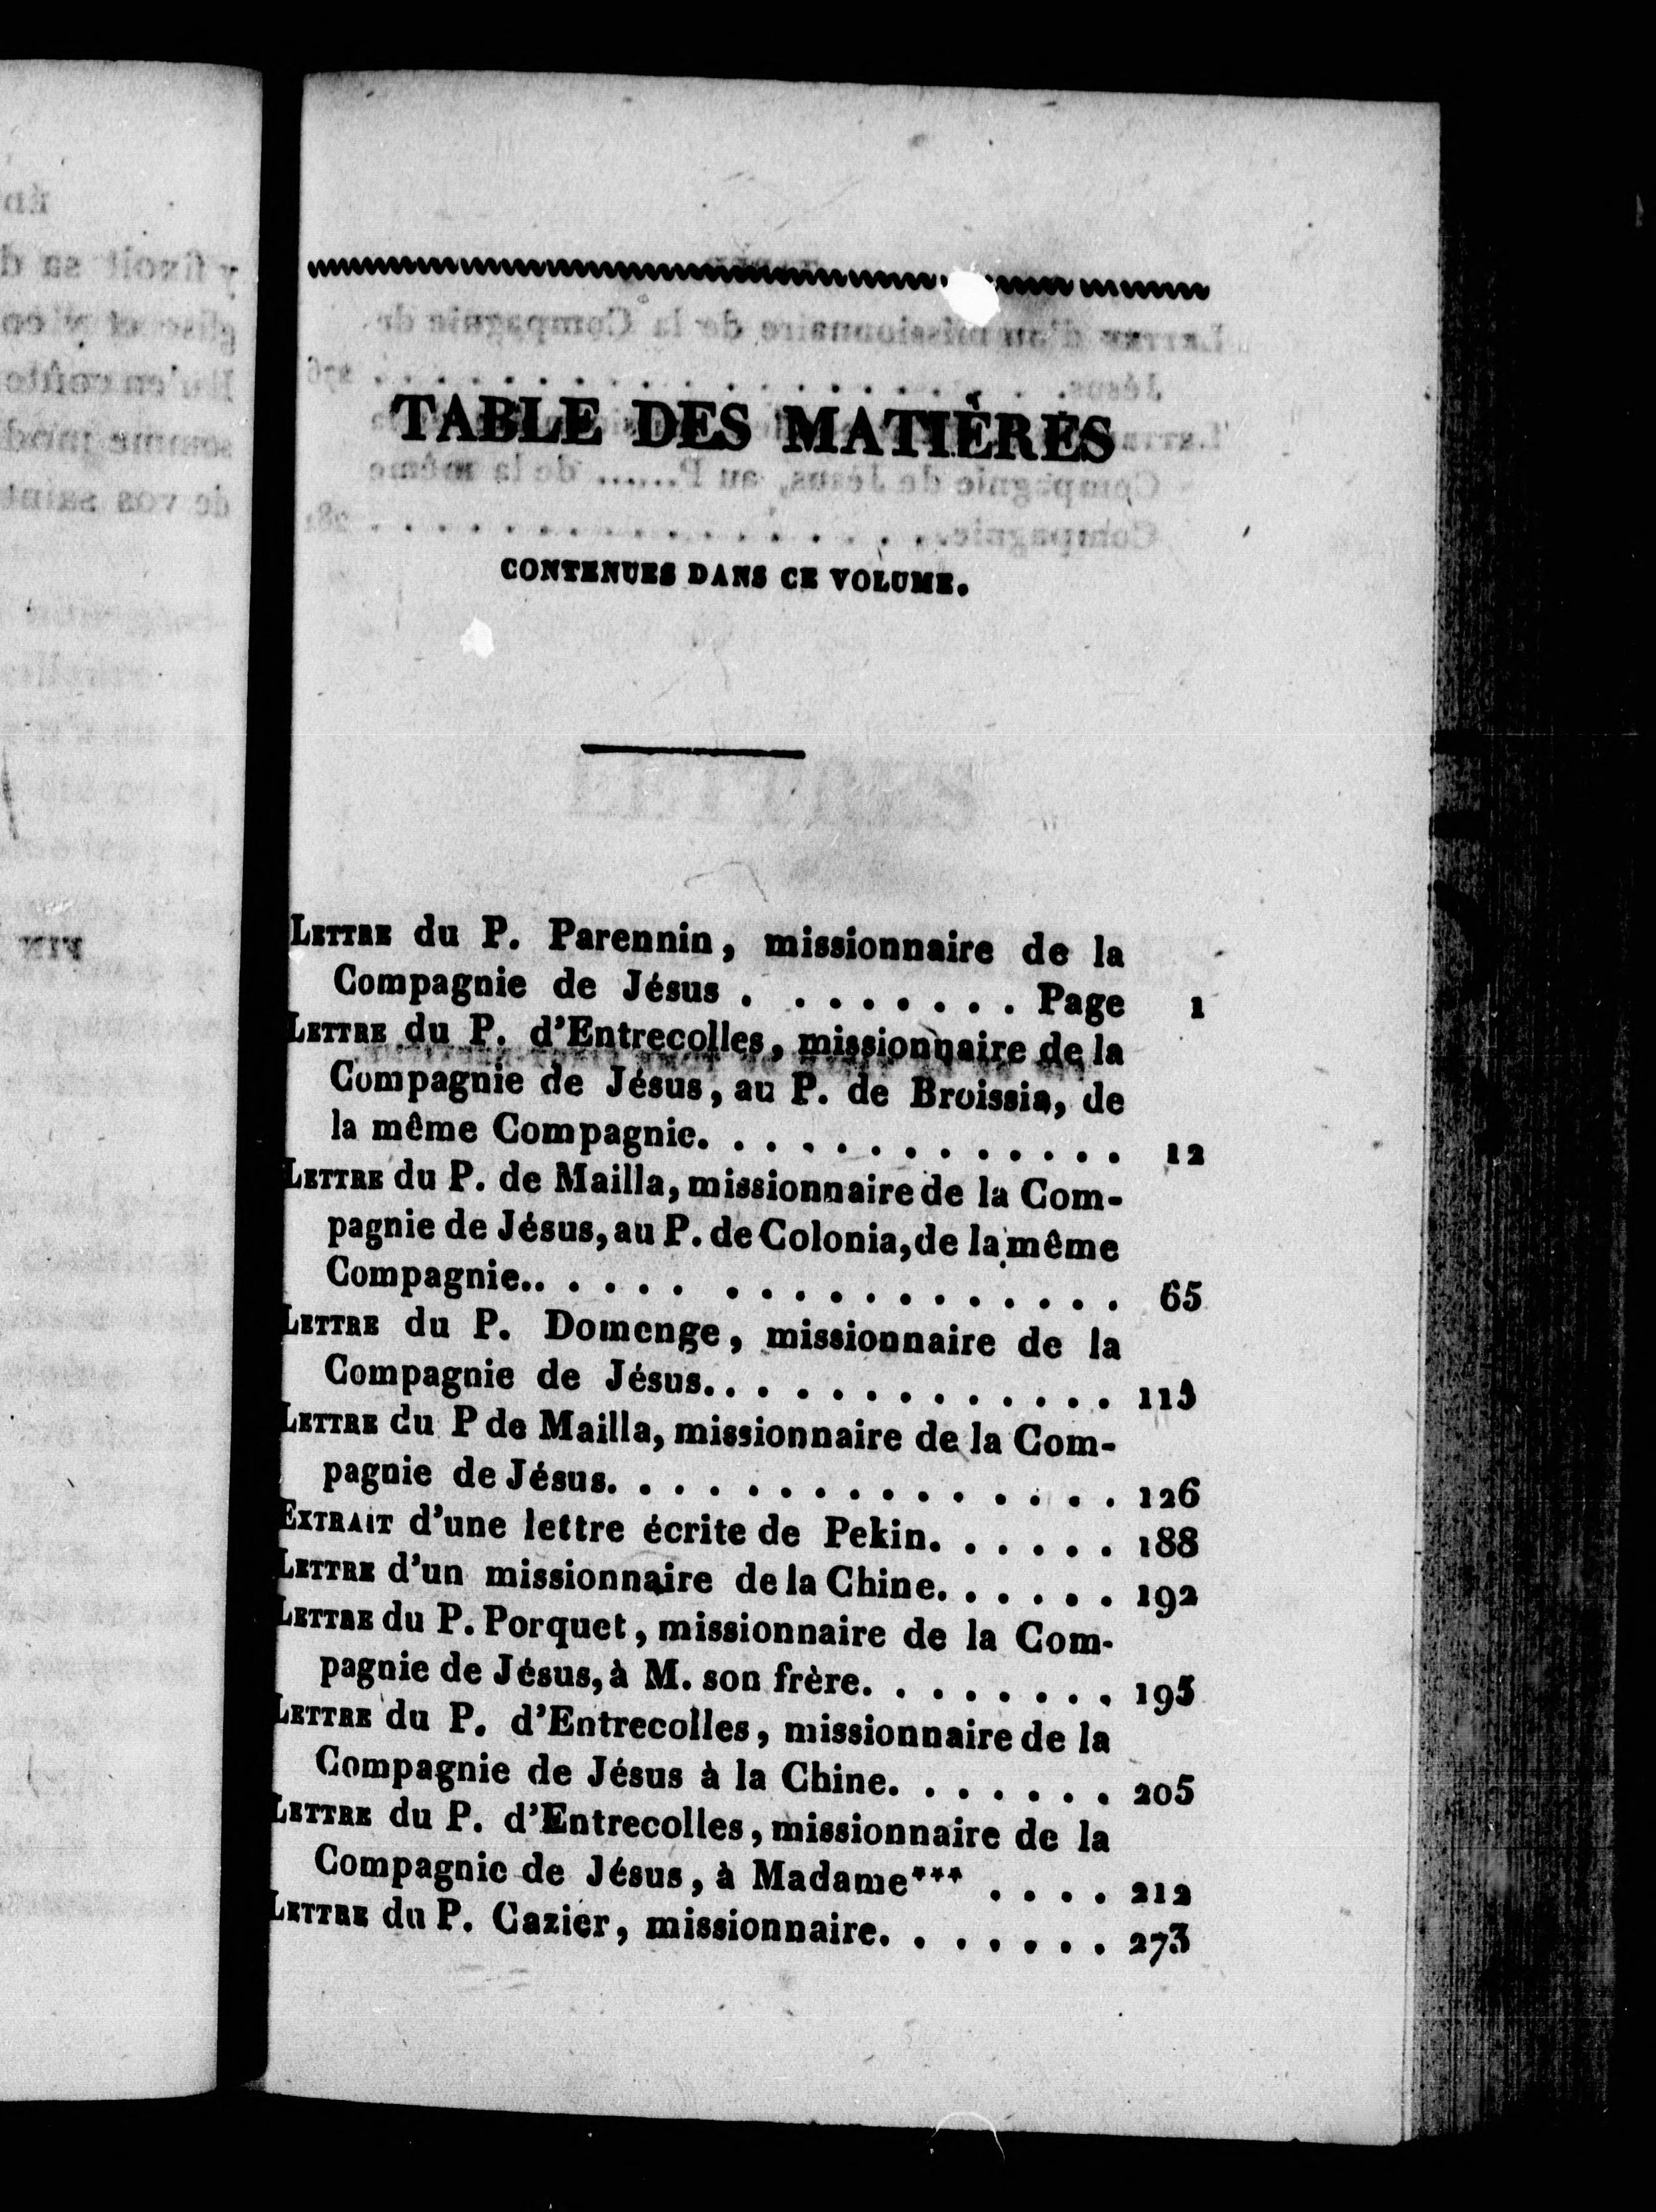 TABLE DES MATIÈRES
CONTENUES DANS CE VOLUME.
LETTRE du P. Parennin, missionnaire de la
Compagnie de Jésus . . . . . . . . Page 1
LETTRE du P. d'Entrecolles, missionnaire de la
Compagnie de Jésus, au P. de Broissia, de
la même Compagnie. . . . . . . . . . . . . 12
LETTRE du P. de Mailla, missionnaire de la Com-
pagnie de Jésus, au P. de Colonia, de la même
Compagnie.. . . . . . . . . . . . . . . . . 65
LETTRE du P. Domenge, missionnaire de la
Compagnie de Jésus. . . . . . . . . . . . . 115
LETTRE du P de Mailla, missionnaire de la Com-
pagnie de Jésus. . . . . . . . . . . . . . . 126
EXTRAIT d'une lettre écrite de Pekin. . . . . . 188
LETTRE d'un missionnaire de la Chine. . . . . . 192
LETTRE du P. Porquet, missionnaire de la Com-
pagnie de Jésus, à M. son frère. . . . . . . . 195
LETTRE du P. d'Entrecolles, missionnaire de la
Compagnie de Jésus à la Chine. . . . . . . 205
LETTRE du P. d'Entrecolles, missionnaire de la
Compagnie de Jésus, à Madame*** . . . . 212
LETTRE du P. Cazier, missionnaire. . . . . . . 273